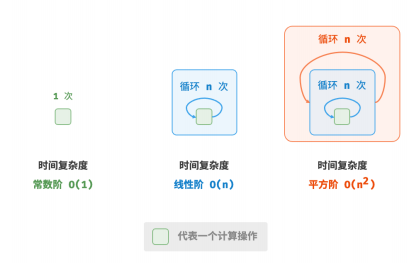 1 次
循环 n 次
循环 n 次
循环 n 次
时间复杂度
常数阶 O(1)
时间复杂度
线性阶 O(n)
时间复杂度
平方阶 O(n²)
代表一个计算操作